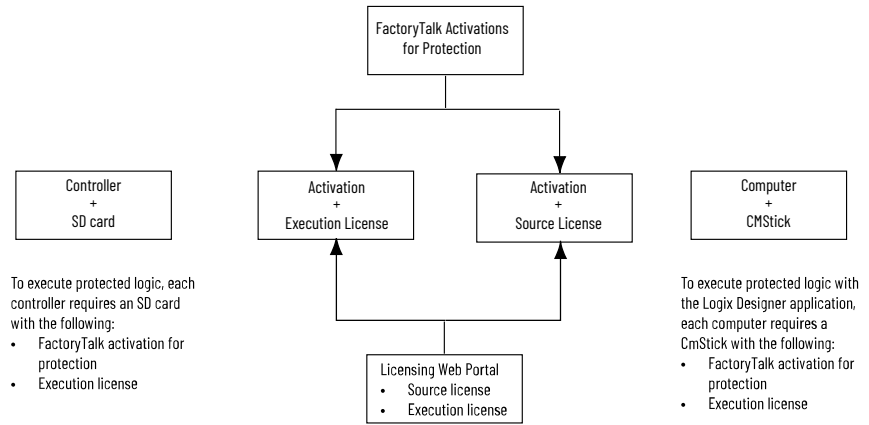 FactoryTalk Activations
for Protection
Controller
+
SD card
Activation
+
Execution License
Activation
+
Source License
Computer
+
CMStick
To execute protected logic, each
controller requires an SD card
with the following:
• FactoryTalk activation for
protection
• Execution license
Licensing Web Portal
• Source license
• Execution license
To execute protected logic with
the Logix Designer application,
each computer requires a
CmStick with the following:
• FactoryTalk activation for
protection
• Execution license